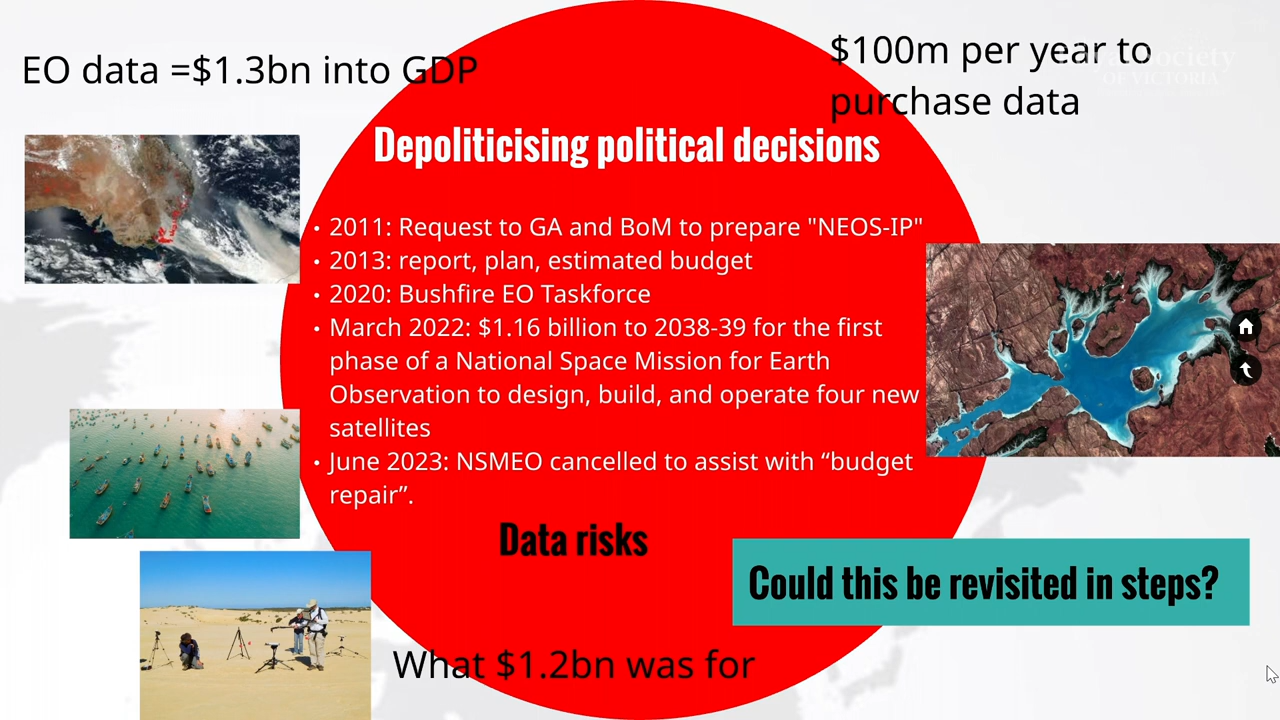 EO data =$1.3bn into GDP
$100m per year to
purchase data
Society
OF VICTORIA
Depoliticising political decisions
• 2011: Request to GA and BoM to prepare "NEOS-IP"
• 2013: report, plan, estimated budget
• 2020: Bushfire EO Taskforce
• March 2022: $1.16 billion to 2038-39 for the first
phase of a National Space Mission for Earth
Observation to design, build, and operate four new
satellites
• June 2023: NSMEO cancelled to assist with “budget
repair”.
Data risks
Could this be revisited in steps?
What $1.2bn was for